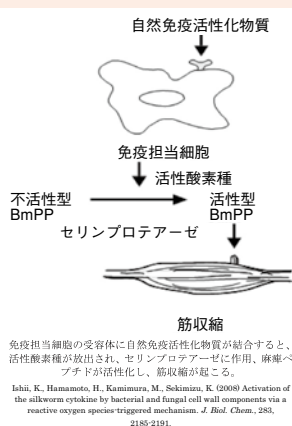 自然免疫活性化物質
免疫担当細胞
活性酸素種
不活性型
BmPP
活性型
BmPP
セリンプロテアーゼ
筋収縮
免疫担当細胞の受容体に自然免疫活性化物質が結合すると、
活性酸素種が放出され、セリンプロテアーゼに作用、麻痺ペ
プチドが活性化し、筋収縮が起こる。
Ishii, K., Hamamoto, H., Kamimura, M., Sekimizu, K. (2008) Activation of
the silkworm cytokine by bacterial and fungal cell wall components via a
reactive oxygen species-triggered mechanism. J. Biol. Chem., 283,
2185-2191.